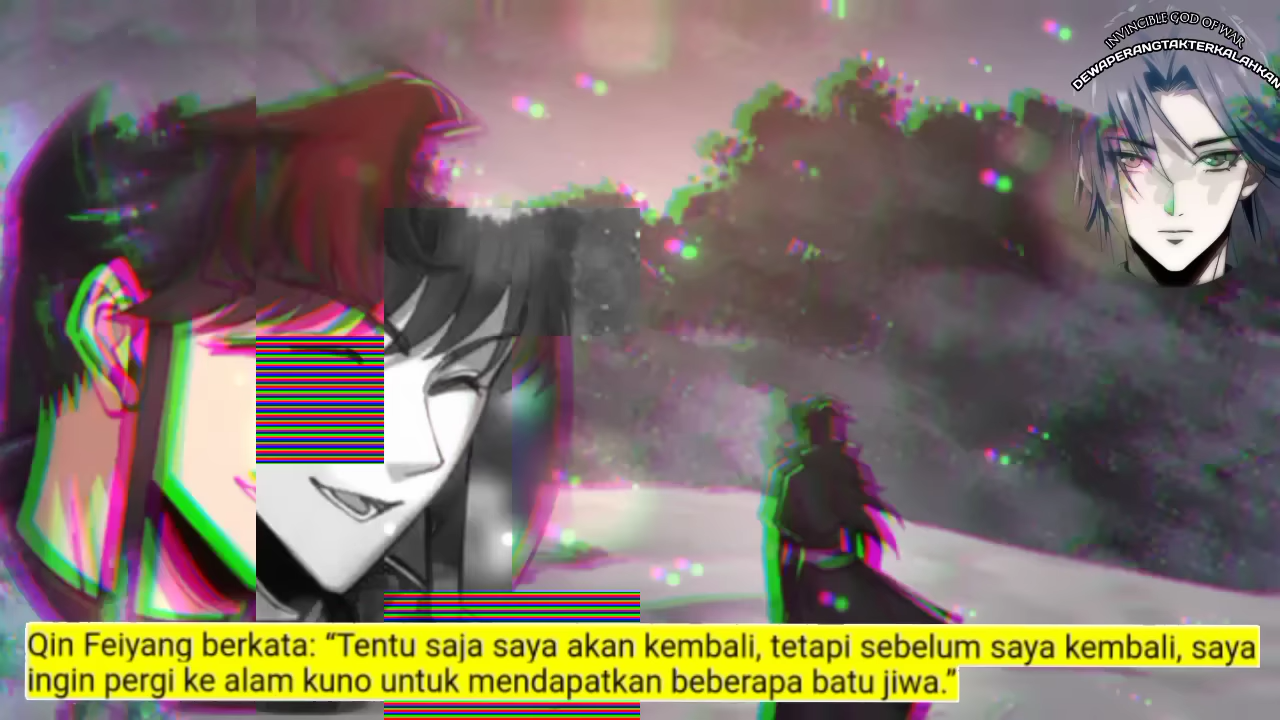 INVINCIBLE GOD OF WAR
DEWAPERANGTAKTERKALAHKAN
Qin Feiyang berkata: “Tentu saja saya akan kembali, tetapi sebelum saya kembali, saya
ingin pergi ke alam kuno untuk mendapatkan beberapa batu jiwa.”